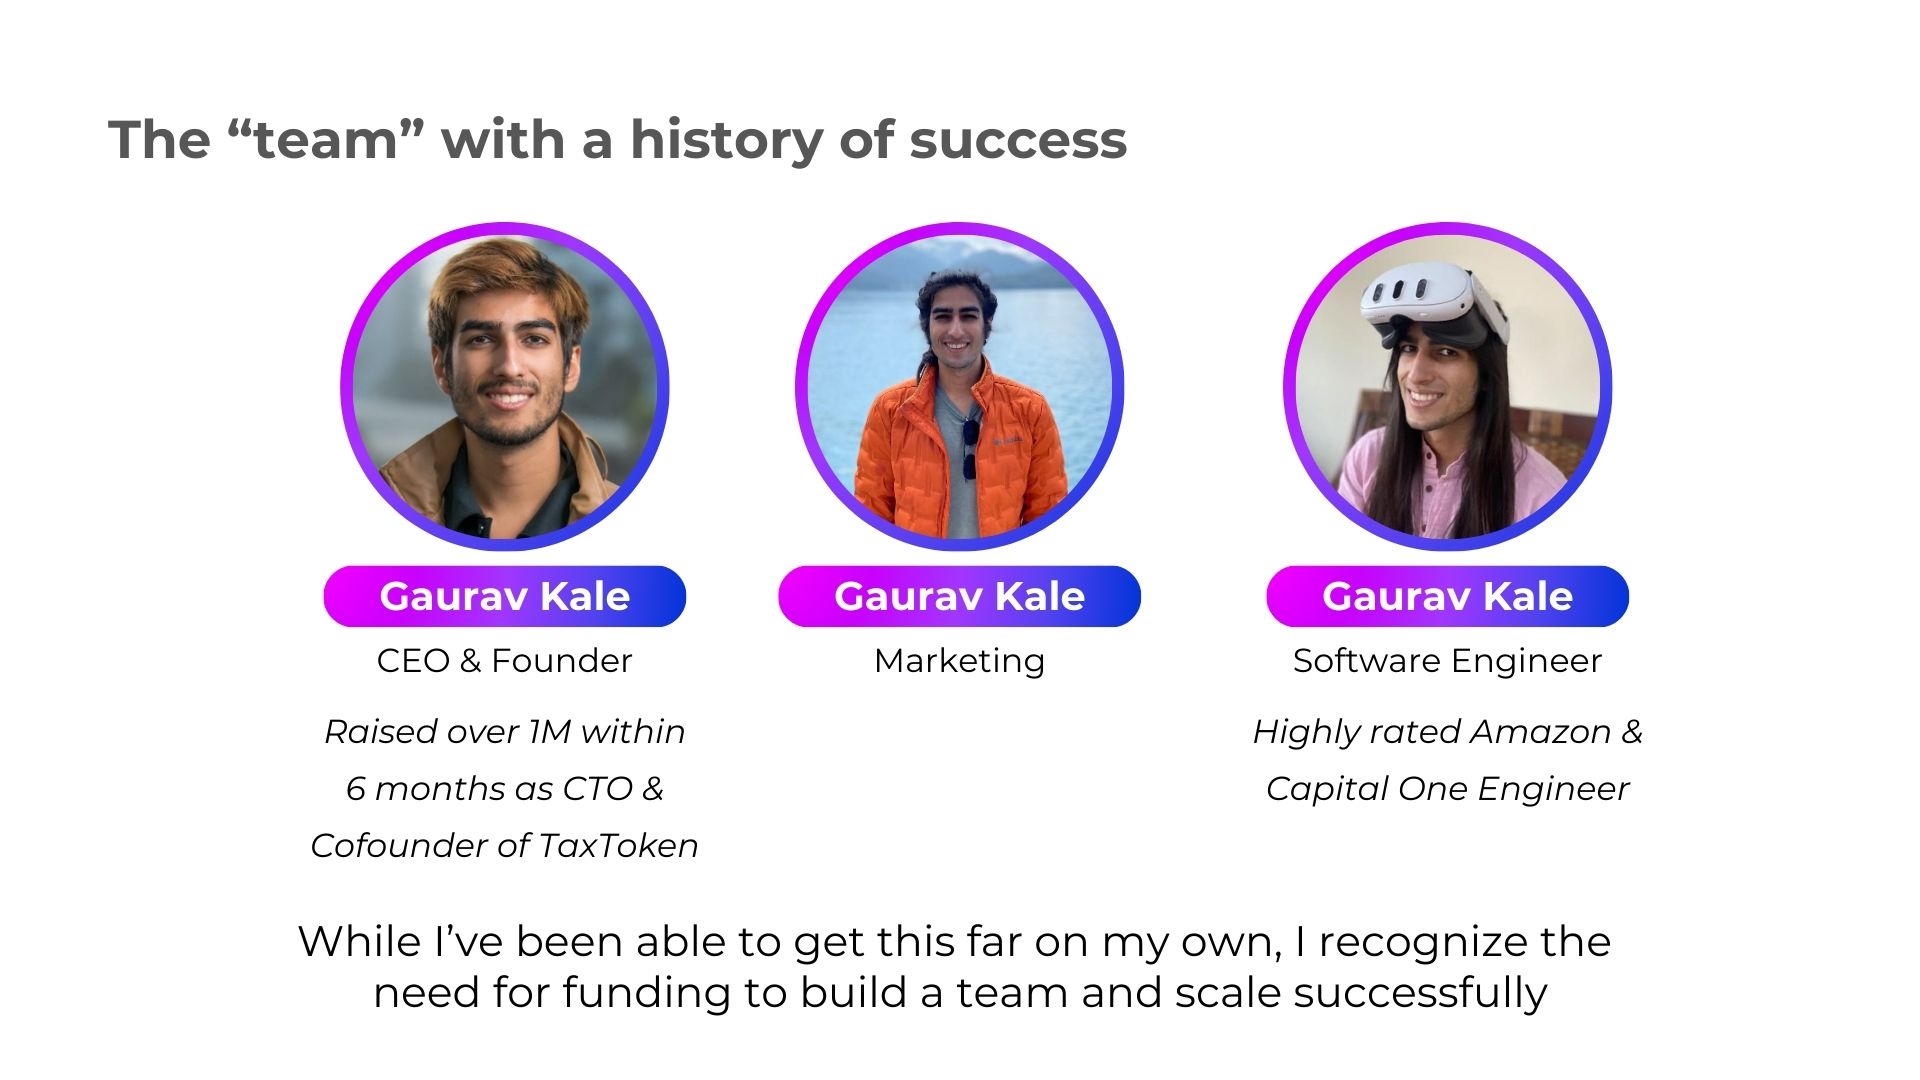 The “team” with a history of success
Gaurav Kale
CEO & Founder
Raised over 1M within
6 months as CTO &
Cofounder of TaxToken
Gaurav Kale
Marketing
Gaurav Kale
Software Engineer
Highly rated Amazon &
Capital One Engineer
While I’ve been able to get this far on my own, I recognize the
need for funding to build a team and scale successfully